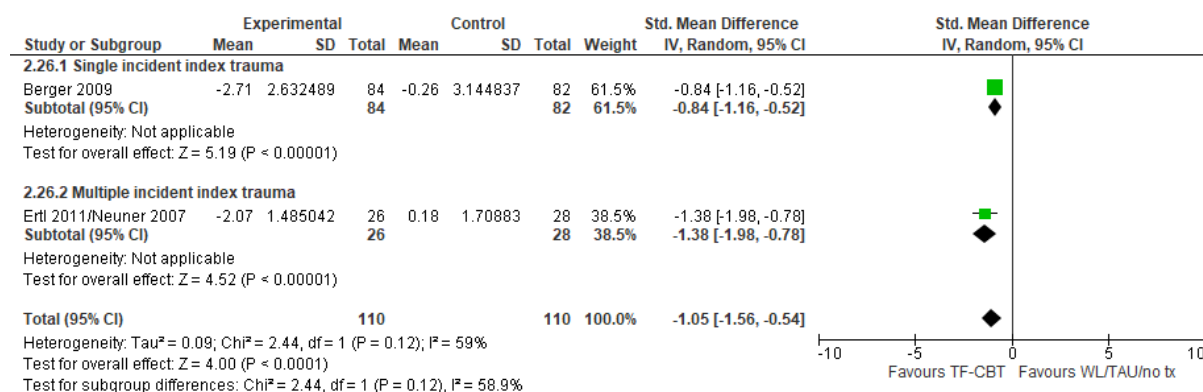 Experimental Control Std. Mean Difference Std. Mean Difference
Study or Subgroup Mean SD Total Mean SD Total Weight IV, Random, 95% CI IV, Random, 95% CI
2.26.1 Single incident index trauma
Berger 2009 -2.71 2.632489 84 -0.26 3.144837 82 61.5% -0.84 [-1.16, -0.52]
Subtotal (95% CI) 84 82 61.5% -0.84 [-1.16, -0.52]
Heterogeneity: Not applicable
Test for overall effect: Z = 5.19 (P < 0.00001)
2.26.2 Multiple incident index trauma
Ertl 2011/Neuner 2007 -2.07 1.485042 26 0.18 1.70883 28 38.5% -1.38 [-1.98, -0.78]
Subtotal (95% CI) 26 28 38.5% -1.38 [-1.98, -0.78]
Heterogeneity: Not applicable
Test for overall effect: Z = 4.52 (P < 0.00001)
Total (95% CI) 110 110 100.0% -1.05 [-1.56, -0.54]
Heterogeneity: Tau² = 0.09; Chi² = 2.44, df = 1 (P = 0.12); I² = 59%
Test for overall effect: Z = 4.00 (P < 0.0001)
Test for subgroup differences: Chi² = 2.44, df = 1 (P = 0.12), I² = 58.9%
-10 -5 0 5 10
Favours TF-CBT Favours WL/TAU/no tx